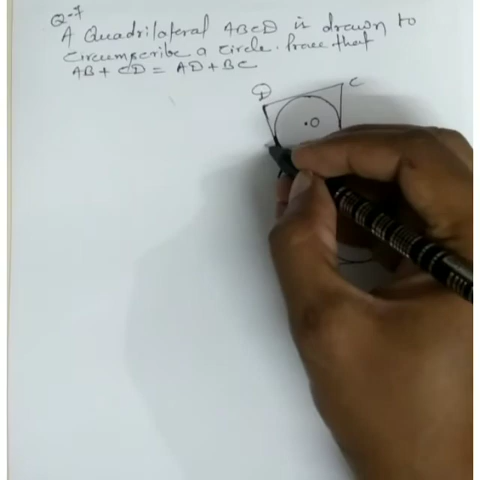 Q-7
A Quadrilateral ABCD is drawn to
circumscribe a circle. Prove that
AB + CD = AD + BC
D C
O